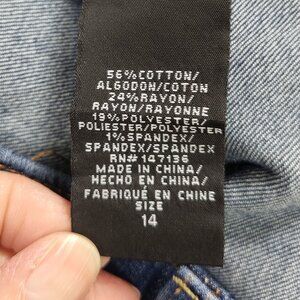 56%COTTON/
ALGODON/COTON
24%RAYON/
RAYON/RAYONNE
19%POLYESTER/
POLIESTER/POLYESTER
1%SPANDEX/
SPANDEX/SPANDEX
RN# 147136
MADE IN CHINA/
HECHO EN CHINA/
FABRIQUÉ EN CHINE
SIZE
14